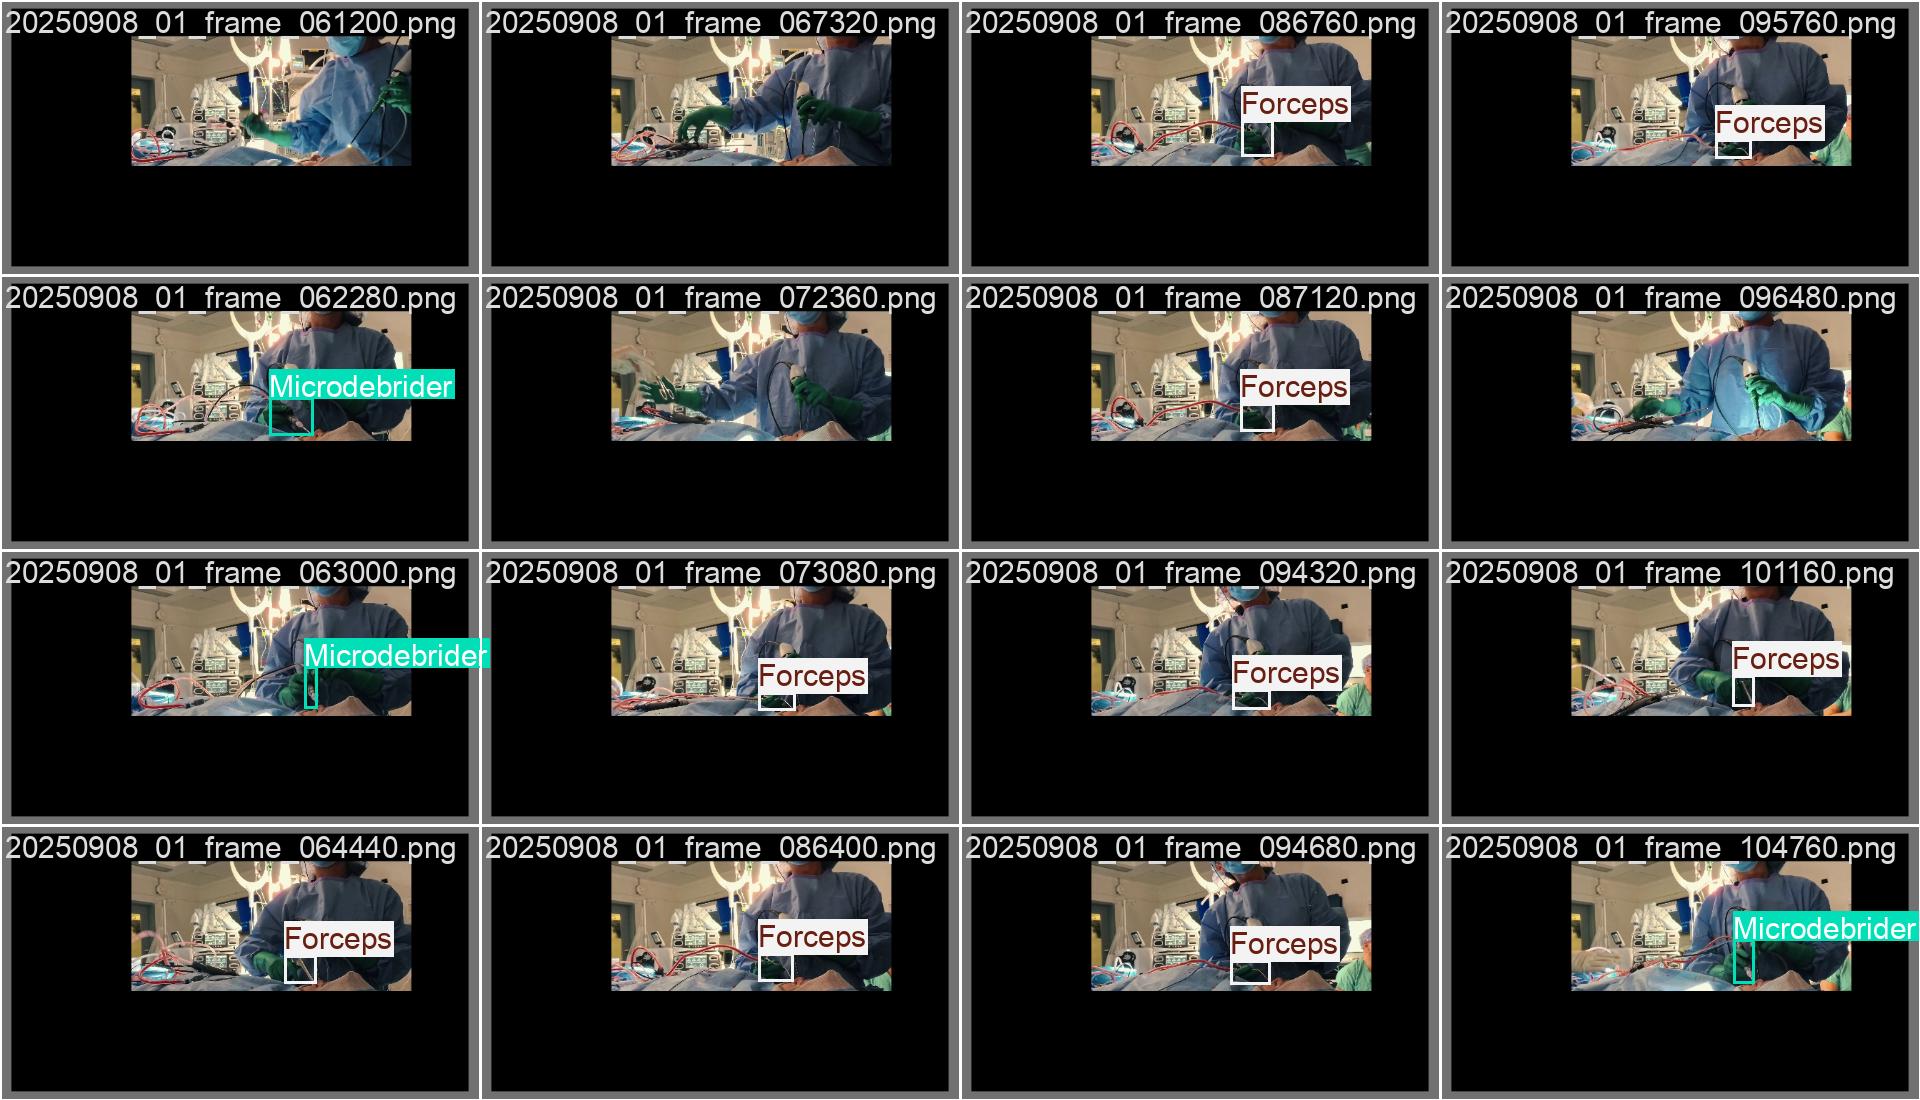 20250908_01_frame_061200.png
20250908_01_frame_067320.png
20250908_01_frame_086760.png
Forceps
20250908_01_frame_095760.png
Forceps
20250908_01_frame_062280.png
Microdebrider
20250908_01_frame_072360.png
20250908_01_frame_087120.png
Forceps
20250908_01_frame_096480.png
20250908_01_frame_063000.png
Microdebrider
20250908_01_frame_073080.png
Forceps
20250908_01_frame_094320.png
Forceps
20250908_01_frame_101160.png
Forceps
20250908_01_frame_064440.png
Forceps
20250908_01_frame_086400.png
Forceps
20250908_01_frame_094680.png
Forceps
20250908_01_frame_104760.png
Microdebrider